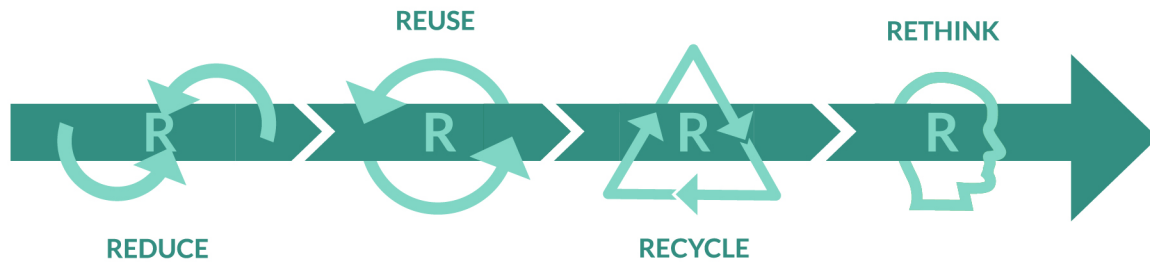 REUSE
RETHINK
R
R
R
R
REDUCE
RECYCLE